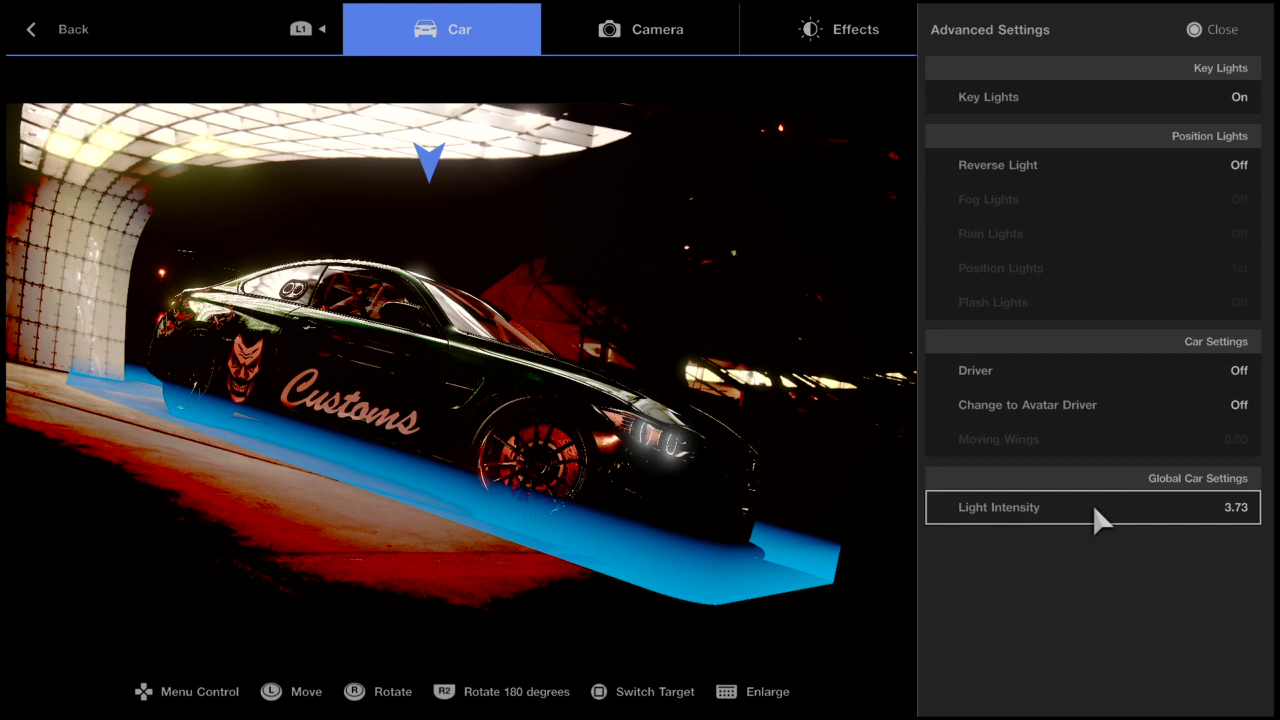 Back
L1
Car
Camera
Effects
Advanced Settings
Close
Key Lights
Key Lights On
Position Lights
Reverse Light Off
Fog Lights Off
Rain Lights Off
Position Lights 1st
Flash Lights Off
Car Settings
Driver Off
Change to Avatar Driver Off
Moving Wings 0.00
Global Car Settings
Light Intensity 3.73
Customs
Menu Control
L Move
R Rotate
R2 Rotate 180 degrees
Switch Target
Enlarge